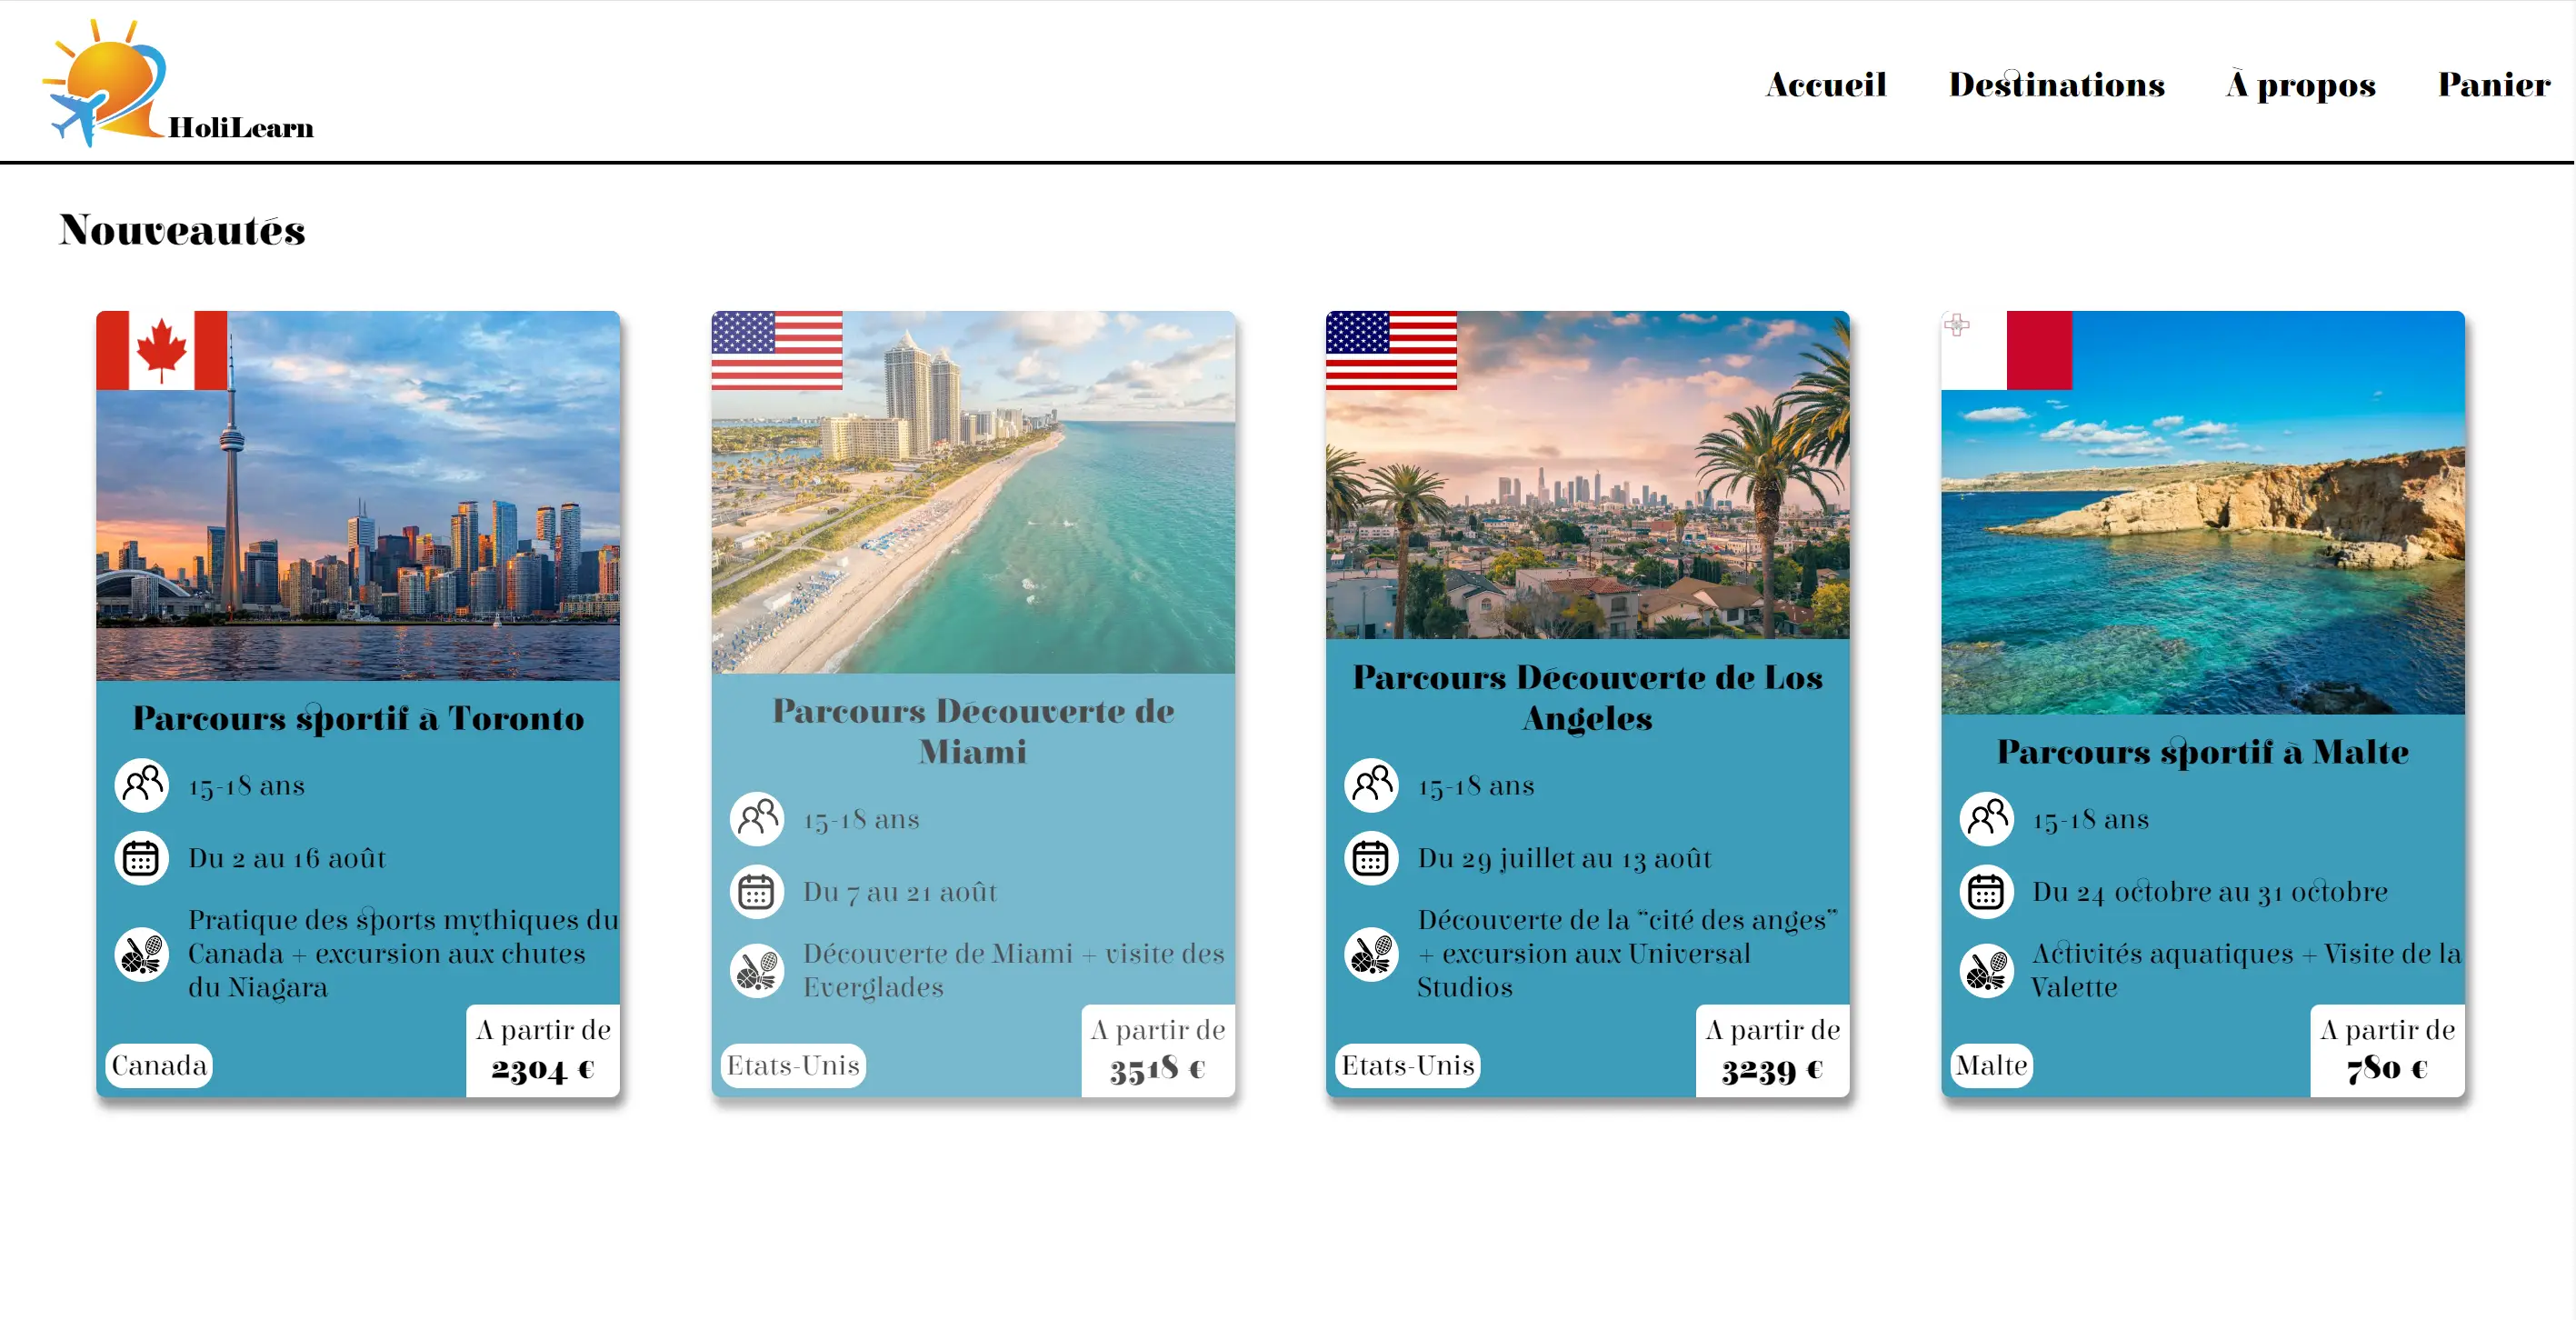 HoliLearn
Accueil Destinations À propos Panier
Nouveautés
Parcours sportif à Toronto
15-18 ans
Du 2 au 16 août
Pratique des sports mythiques du
Canada + excursion aux chutes
du Niagara
Canada
A partir de
2304 €
Parcours Découverte de
Miami
15-18 ans
Du 7 au 21 août
Découverte de Miami + visite des
Everglades
Etats-Unis
A partir de
3518 €
Parcours Découverte de Los
Angeles
15-18 ans
Du 29 juillet au 13 août
Découverte de la “cité des anges”
+ excursion aux Universal
Studios
Etats-Unis
A partir de
3239 €
Parcours sportif à Malte
15-18 ans
Du 24 octobre au 31 octobre
Activités aquatiques + Visite de la
Valette
Malte
A partir de
780 €